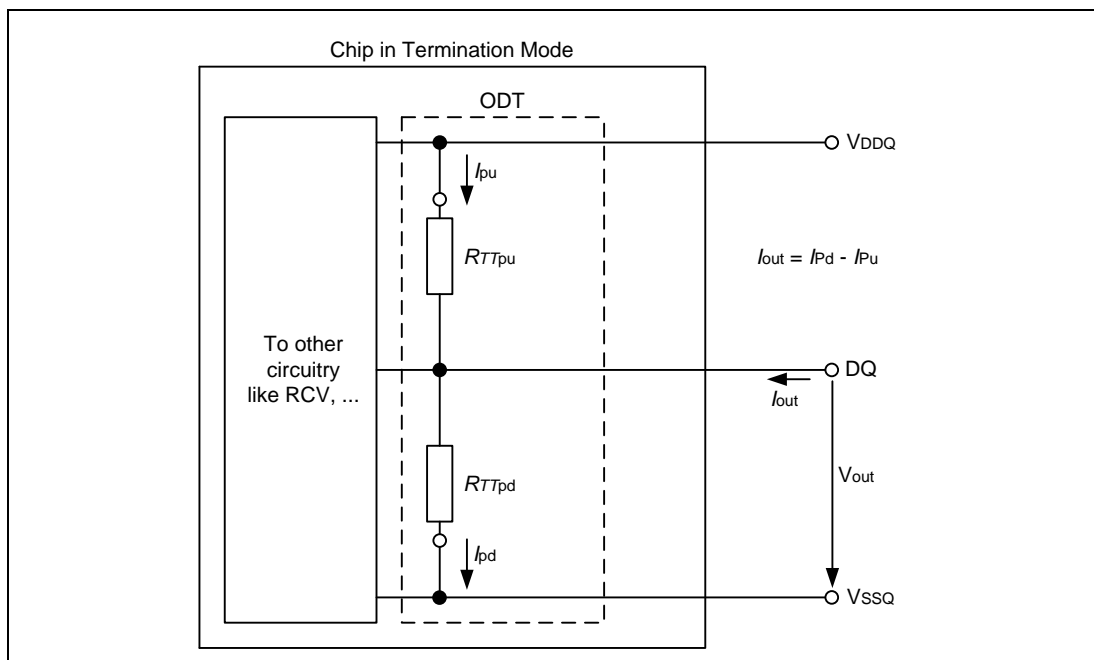 Chip in Termination Mode
ODT
VDDQ
Ipu
RTTpu
Iout = IPd - IPu
To other
circuitry
like RCV, ...
DQ
Iout
RTTpd
Vout
Ipd
VSSQ